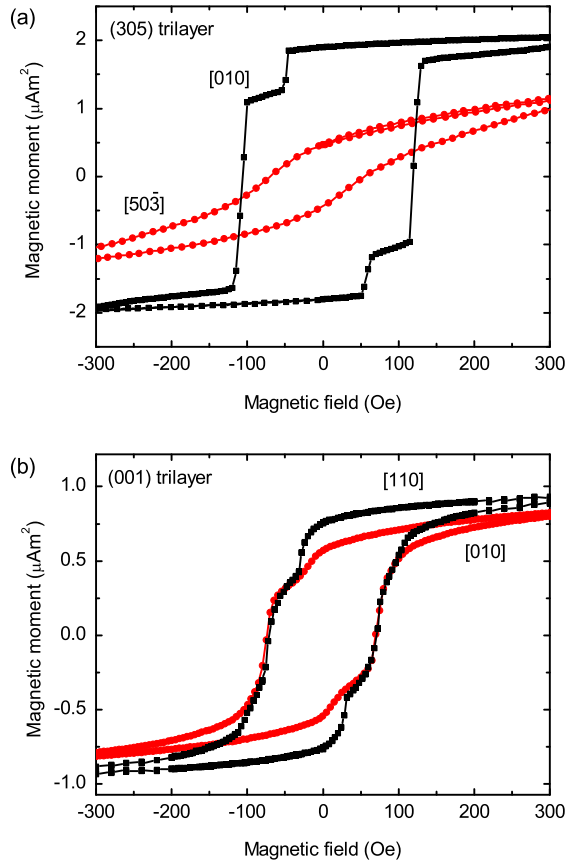 (a)
(305) trilayer
[010]
[503̄]
Magnetic moment (μAm²)
2
1
0
-1
-2
-300 -200 -100 0 100 200 300
Magnetic field (Oe)
(b)
(001) trilayer
[110]
[010]
Magnetic moment (μAm²)
1.0
0.5
0.0
-0.5
-1.0
-300 -200 -100 0 100 200 300
Magnetic field (Oe)